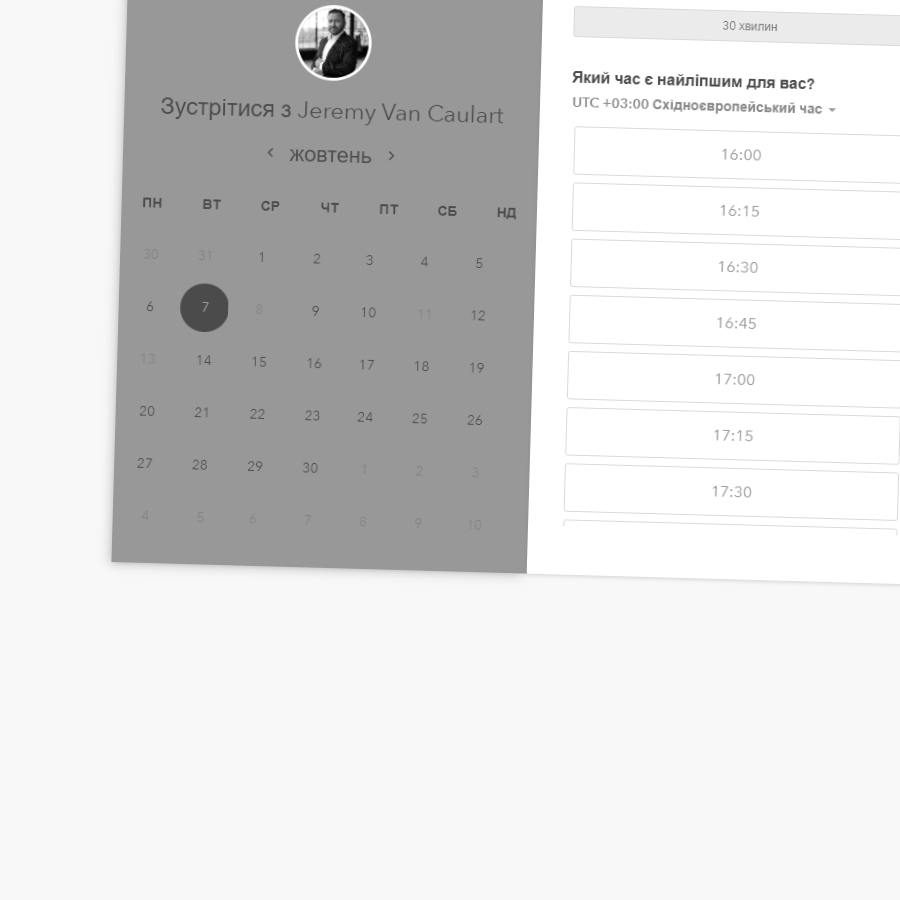 Зустрітися з Jeremy Van Caulart
жовтень
ПН ВТ СР ЧТ ПТ СБ НД
30 31 1 2 3 4 5
6 7 8 9 10 11 12
13 14 15 16 17 18 19
20 21 22 23 24 25 26
27 28 29 30 1 2 3
4 5 6 7 8 9 10
30 хвилин
Який час є найліпшим для вас?
UTC +03:00 Східноєвропейський час
16:00
16:15
16:30
16:45
17:00
17:15
17:30